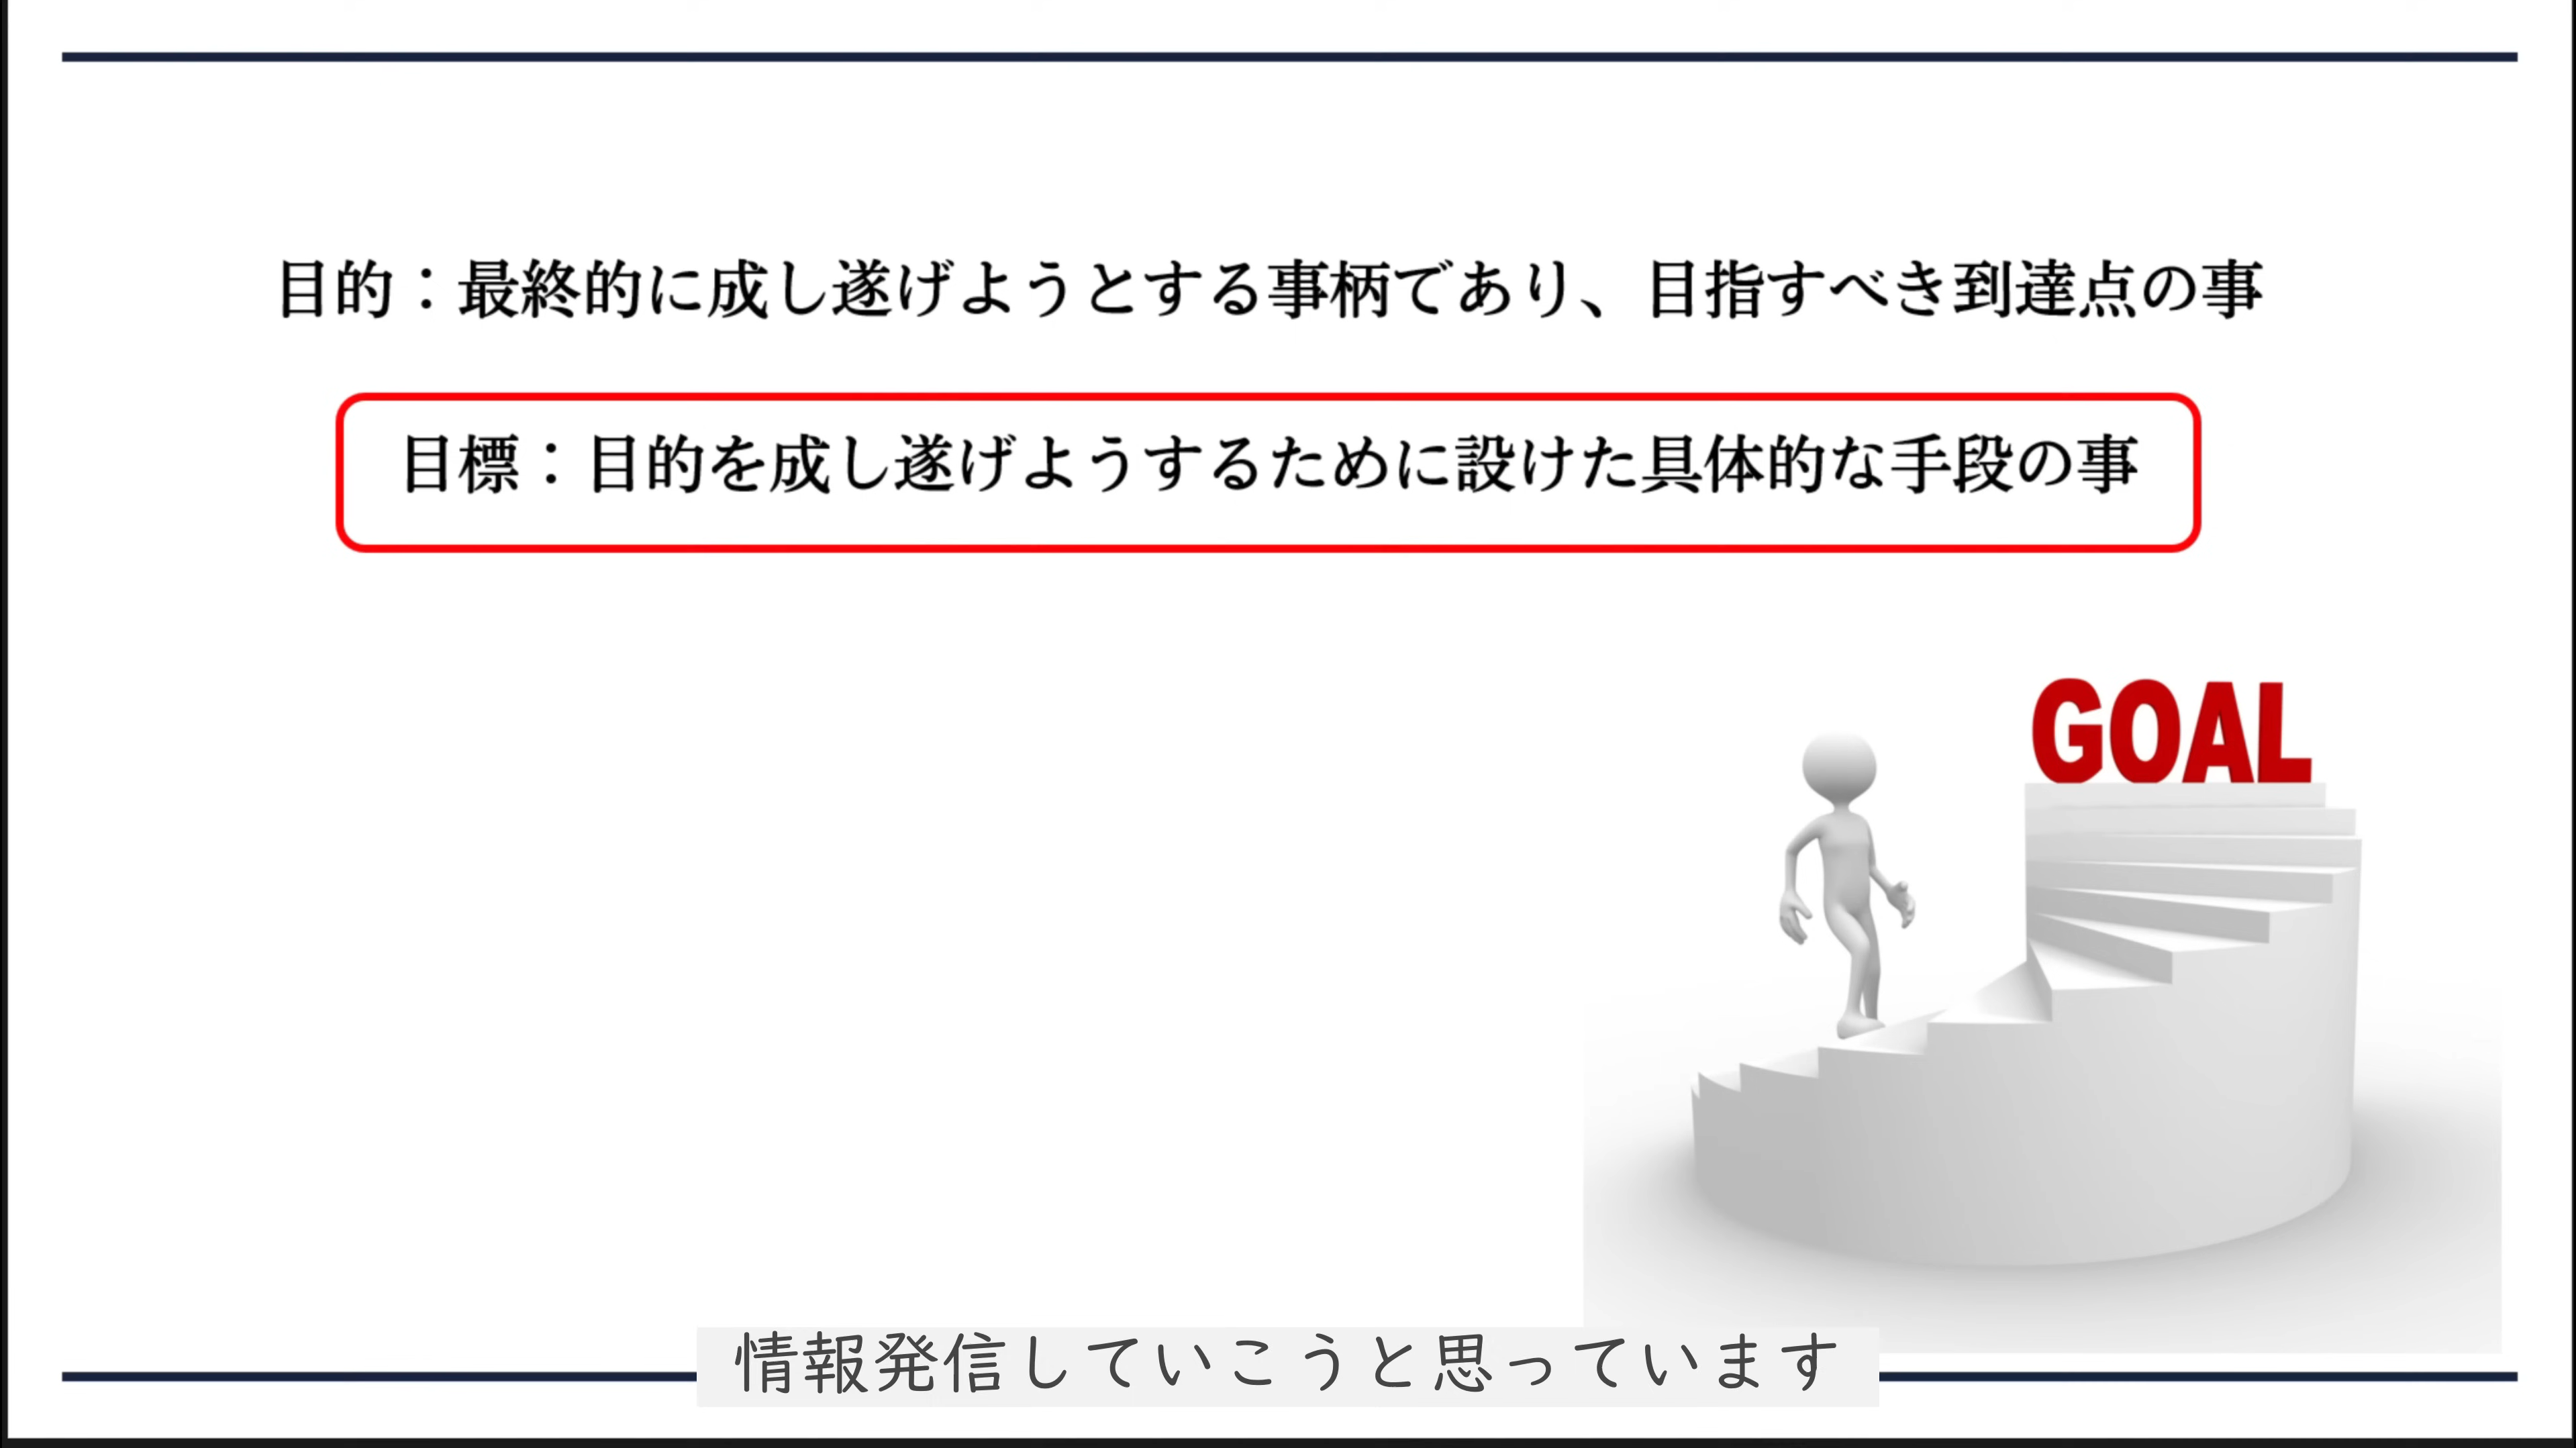 目的：最終的に成し遂げようとする事柄であり、目指すべき到達点の事
目標：目的を成し遂げようするために設けた具体的な手段の事
GOAL
情報発信していこうと思っています